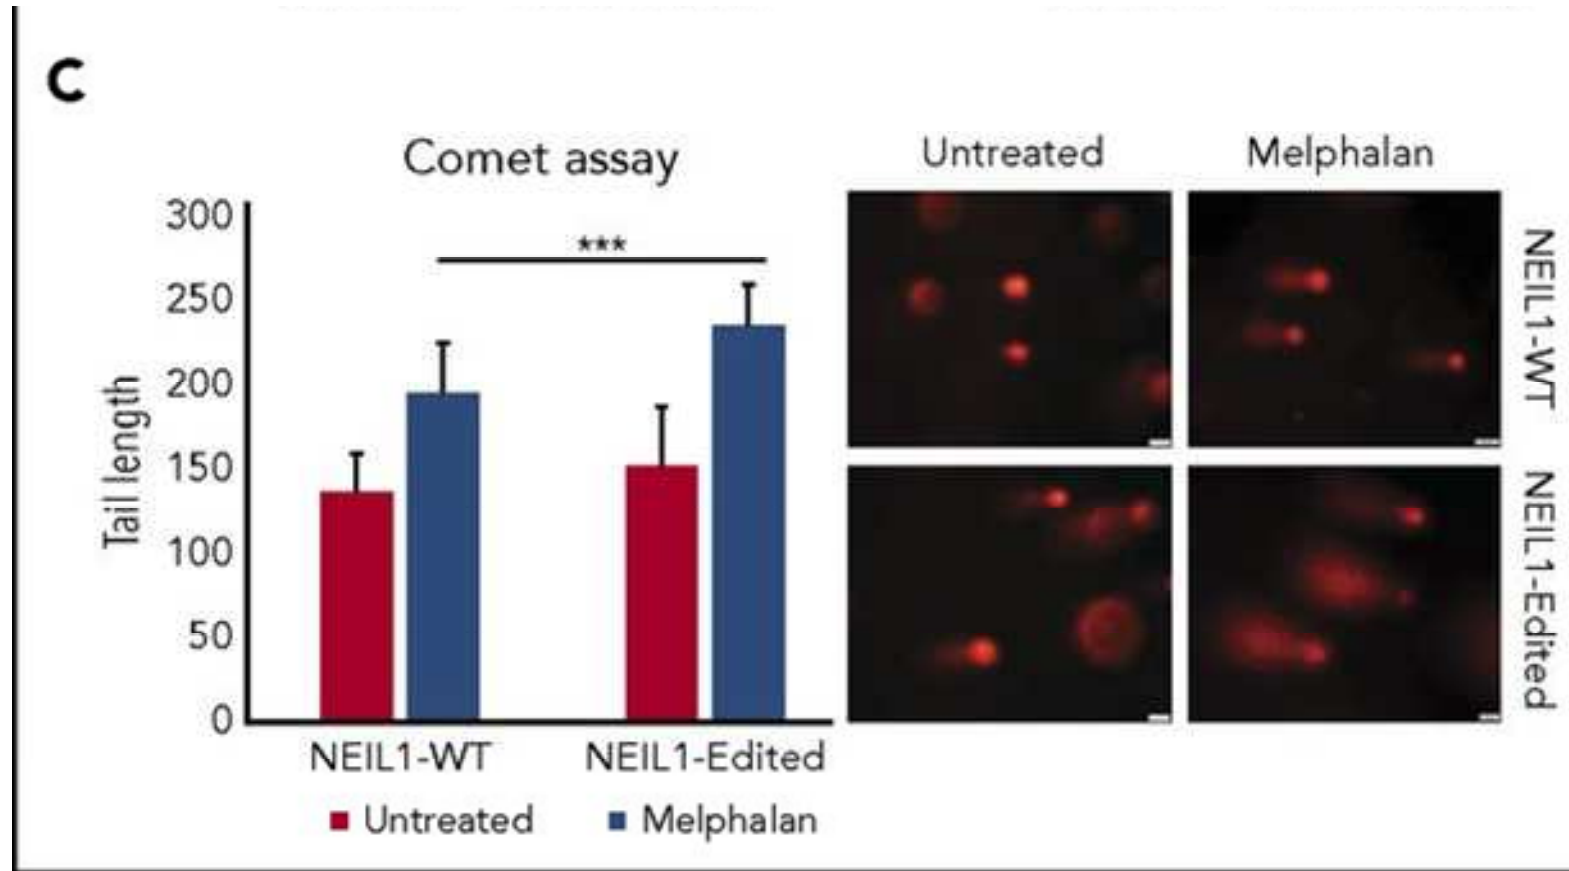 C
Comet assay
Tail length
300
250
200
150
100
50
0
***
NEIL1-WT NEIL1-Edited
Untreated Melphalan
Untreated Melphalan
NEIL1-WT
NEIL1-Edited